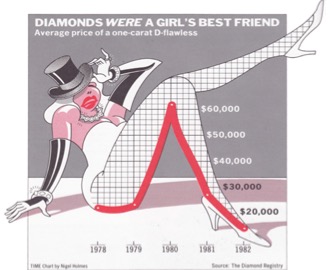 DIAMONDS WERE A GIRL'S BEST FRIEND
Average price of a one-carat D-flawless
$60,000
$50,000
$40,000
$30,000
$20,000
1978 1979 1980 1981 1982
TIME Chart by Nigel Holmes Source: The Diamond Registry